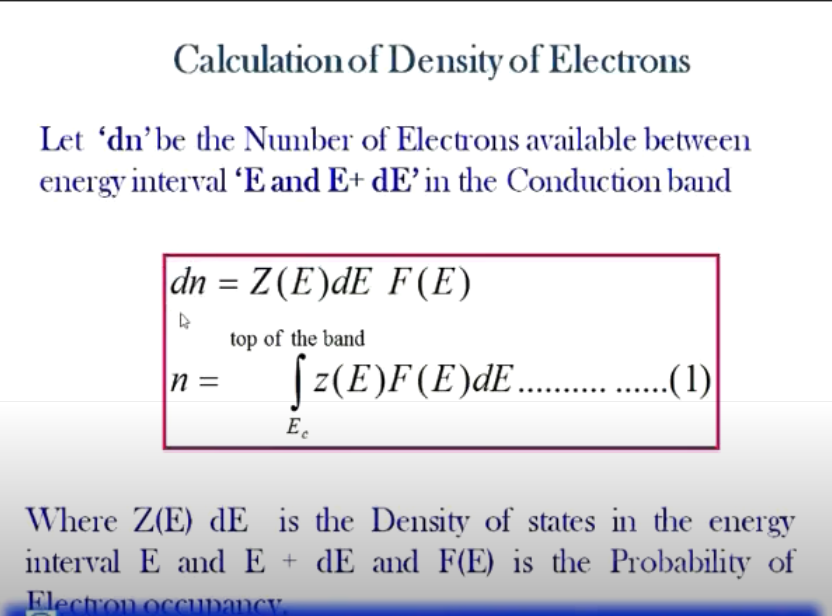 Calculation of Density of Electrons
Let ‘dn’ be the Number of Electrons available between
energy interval ‘E and E+ dE’ in the Conduction band
dn = Z(E)dE F(E)
top of the band
n = ∫ z(E)F(E)dE.......... ......(1)
E_c
Where Z(E) dE is the Density of states in the energy
interval E and E + dE and F(E) is the Probability of
Electron occupancy.